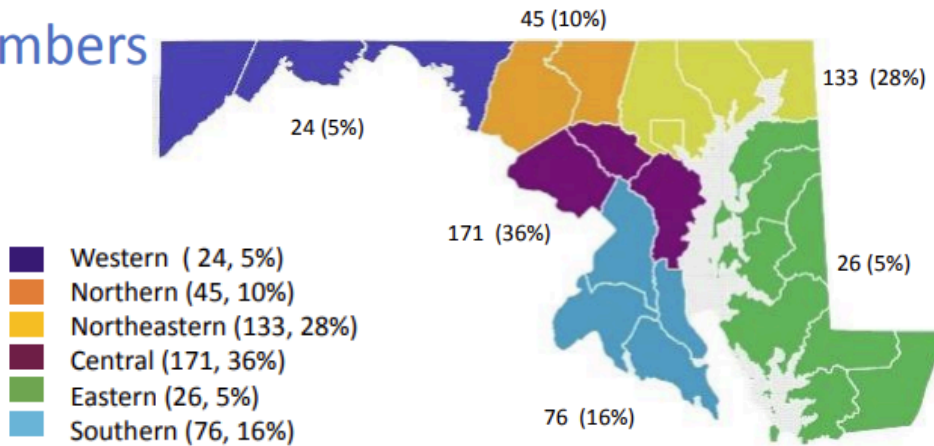 45 (10%)
mbers
133 (28%)
24 (5%)
171 (36%)
26 (5%)
Western ( 24, 5%)
Northern (45, 10%)
Northeastern (133, 28%)
Central (171, 36%)
Eastern (26, 5%)
Southern (76, 16%)
76 (16%)